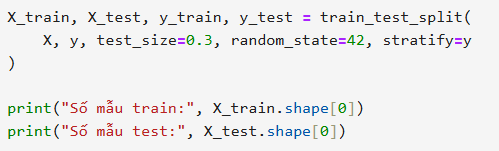 X_train, X_test, y_train, y_test = train_test_split(
    X, y, test_size=0.3, random_state=42, stratify=y
)
print("Số mẫu train:", X_train.shape[0])
print("Số mẫu test:", X_test.shape[0])